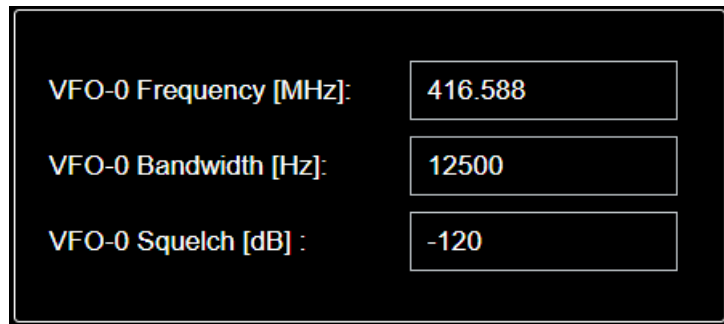 VFO-0 Frequency [MHz]: 416.588
VFO-0 Bandwidth [Hz]: 12500
VFO-0 Squelch [dB] : -120